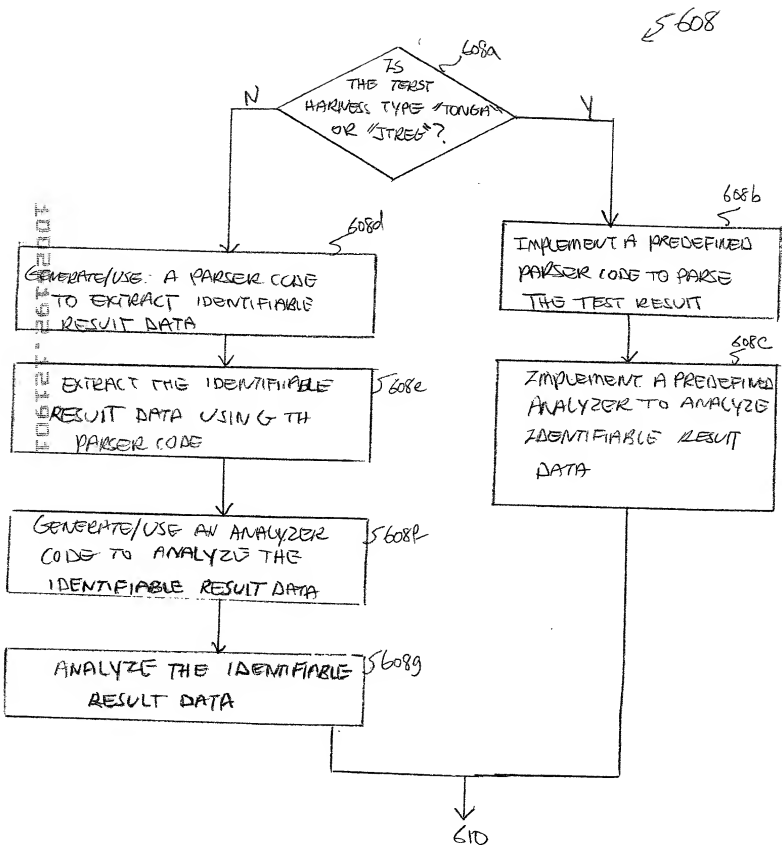 608
608a
IS
THE TERST
HARNESS TYPE "TONGA"
OR "JTREG"?
N
Y
608d
GENERATE/USE A PARSER CODE
TO EXTRACT IDENTIFIABLE
RESULT DATA
608e
EXTRACT THE IDENTIFIABLE
RESULT DATA USING TH
PARSER CODE
608f
GENERATE/USE AN ANALYZER
CODE TO ANALYZE THE
IDENTIFIABLE RESULT DATA
608g
ANALYZE THE IDENTIFIABLE
RESULT DATA
608b
IMPLEMENT A PREDEFINED
PARSER CODE TO PARSE
THE TEST RESULT
608c
IMPLEMENT A PREDEFINED
ANALYZER TO ANALYZE
IDENTIFIABLE RESULT
DATA
610